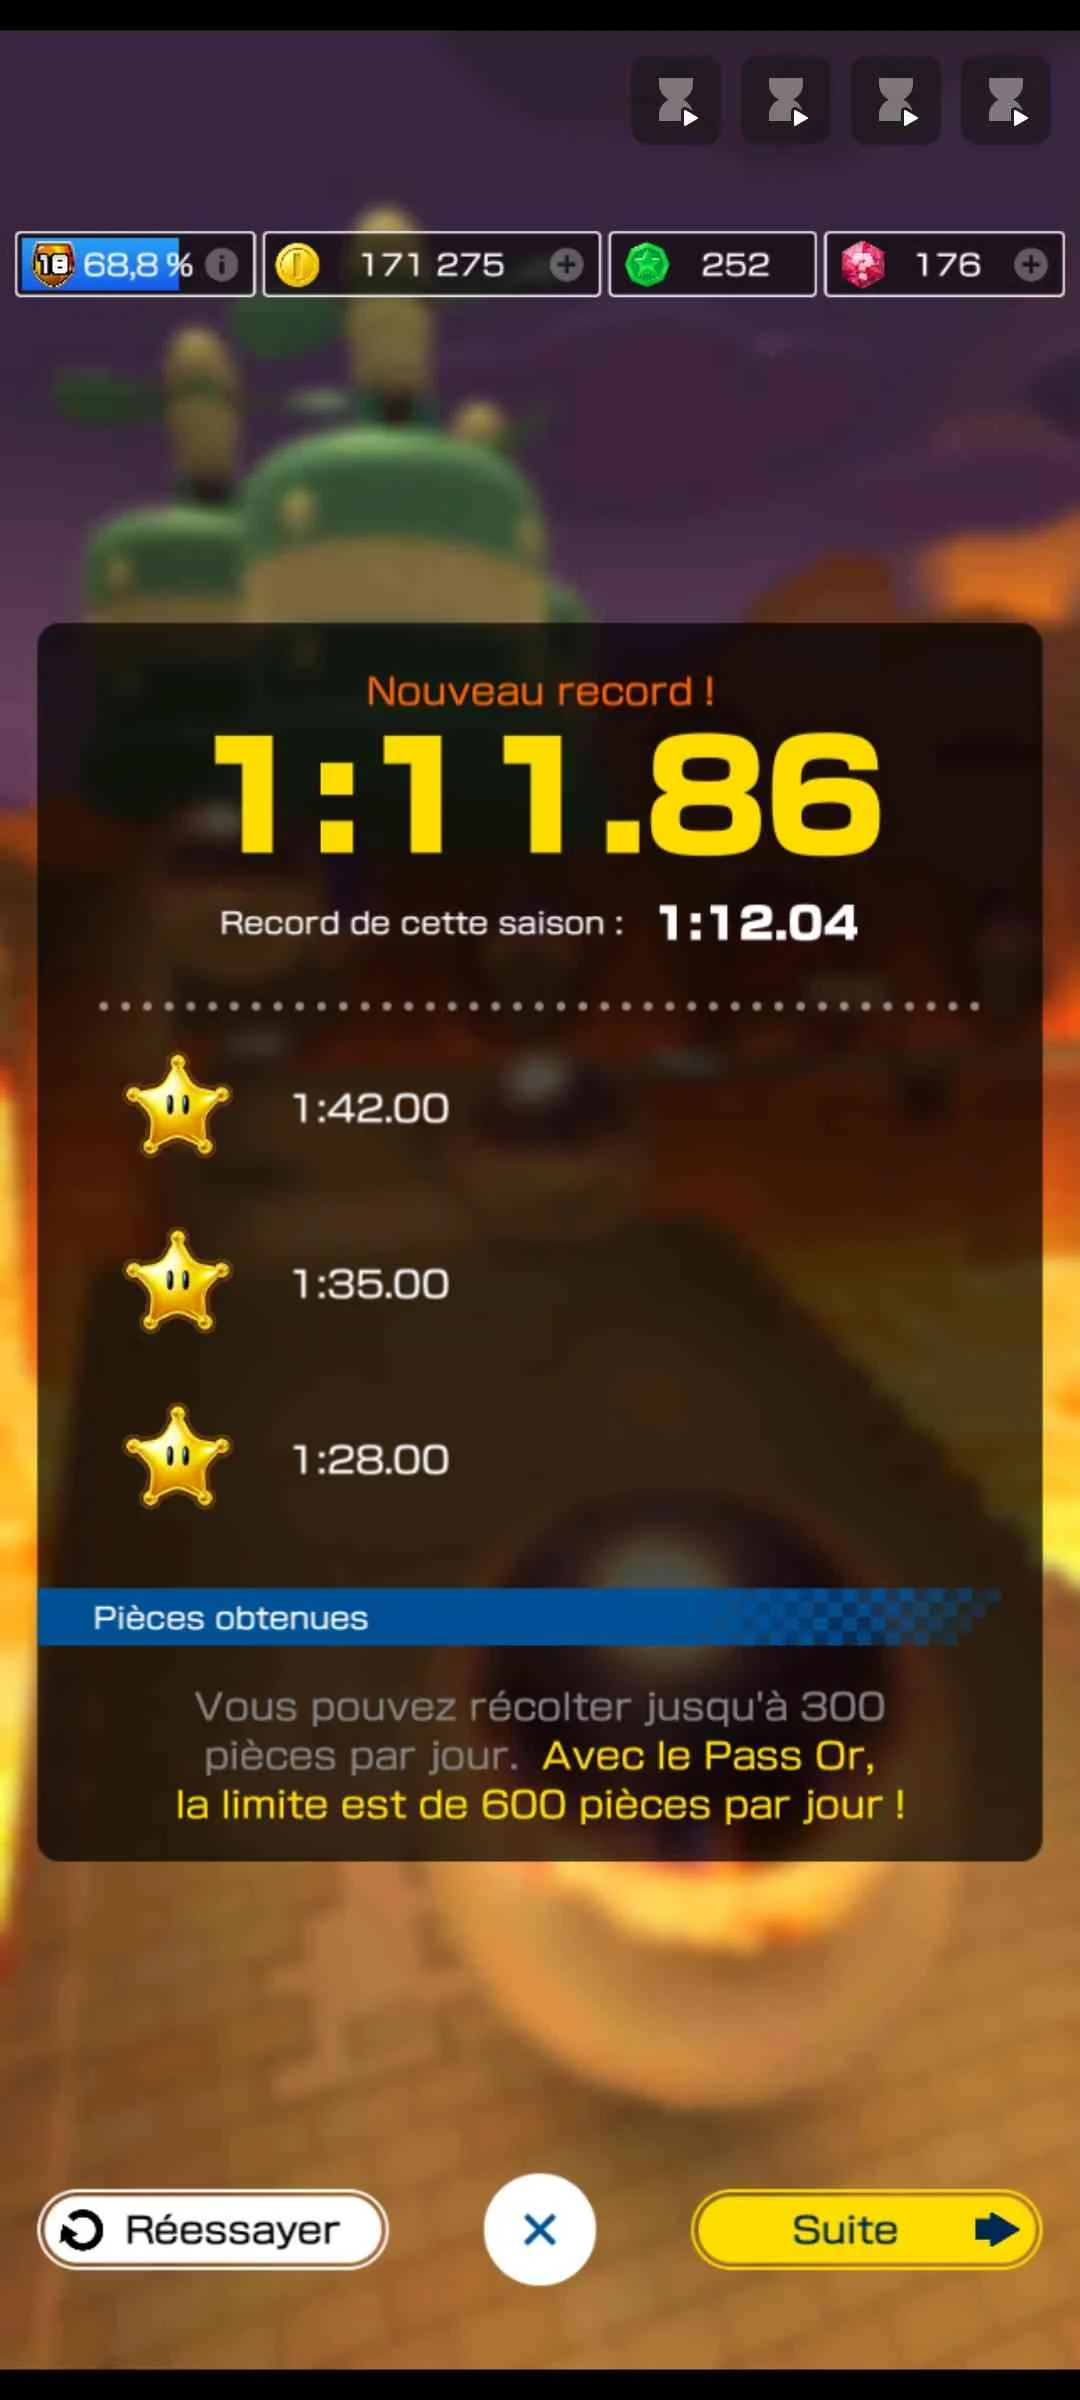 18 68,8 % 171 275 252 176
Nouveau record !
1:11.86
Record de cette saison : 1:12.04
1:42.00
1:35.00
1:28.00
Pièces obtenues
Vous pouvez récolter jusqu'à 300
pièces par jour. Avec le Pass Or,
la limite est de 600 pièces par jour !
Réessayer Suite